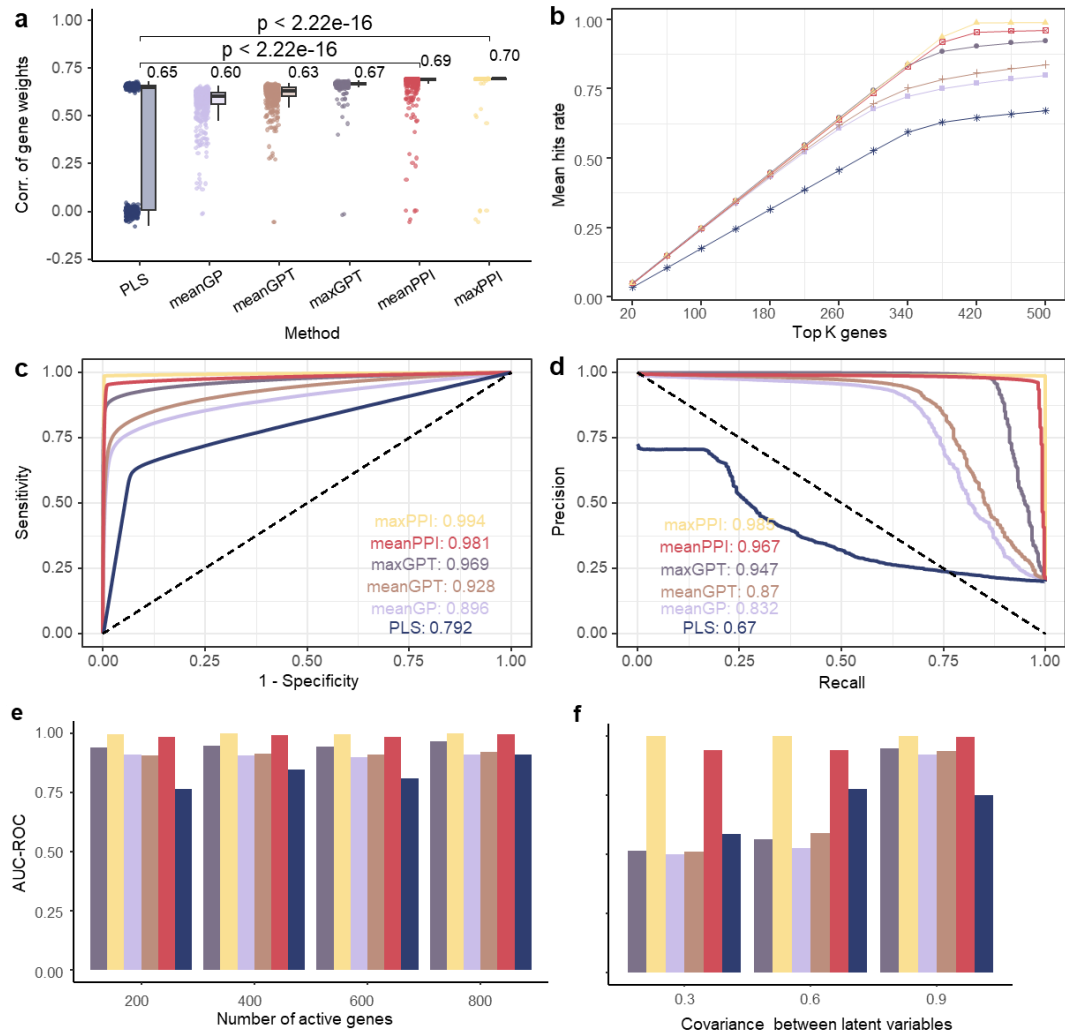 a
p < 2.22e-16
p < 2.22e-16
0.65
0.60
0.63
0.67
0.69
0.70
1.00
0.75
0.50
0.25
0.00
-0.25
Corr. of gene weights
PLS
meanGP
meanGPT
maxGPT
meanPPI
maxPPI
Method
b
1.00
0.75
0.50
0.25
0.00
Mean hits rate
20 100 180 260 340 420 500
Top K genes
c
1.00
0.75
0.50
0.25
0.00
Sensitivity
maxPPI: 0.994
meanPPI: 0.981
maxGPT: 0.969
meanGPT: 0.928
meanGP: 0.896
PLS: 0.792
0.00 0.25 0.50 0.75 1.00
1 - Specificity
d
1.00
0.75
0.50
0.25
0.00
Precision
maxPPI: 0.985
meanPPI: 0.967
maxGPT: 0.947
meanGPT: 0.87
meanGP: 0.832
PLS: 0.67
0.00 0.25 0.50 0.75 1.00
Recall
e
1.00
0.75
0.50
0.25
0.00
AUC-ROC
200 400 600 800
Number of active genes
f
0.3 0.6 0.9
Covariance between latent variables